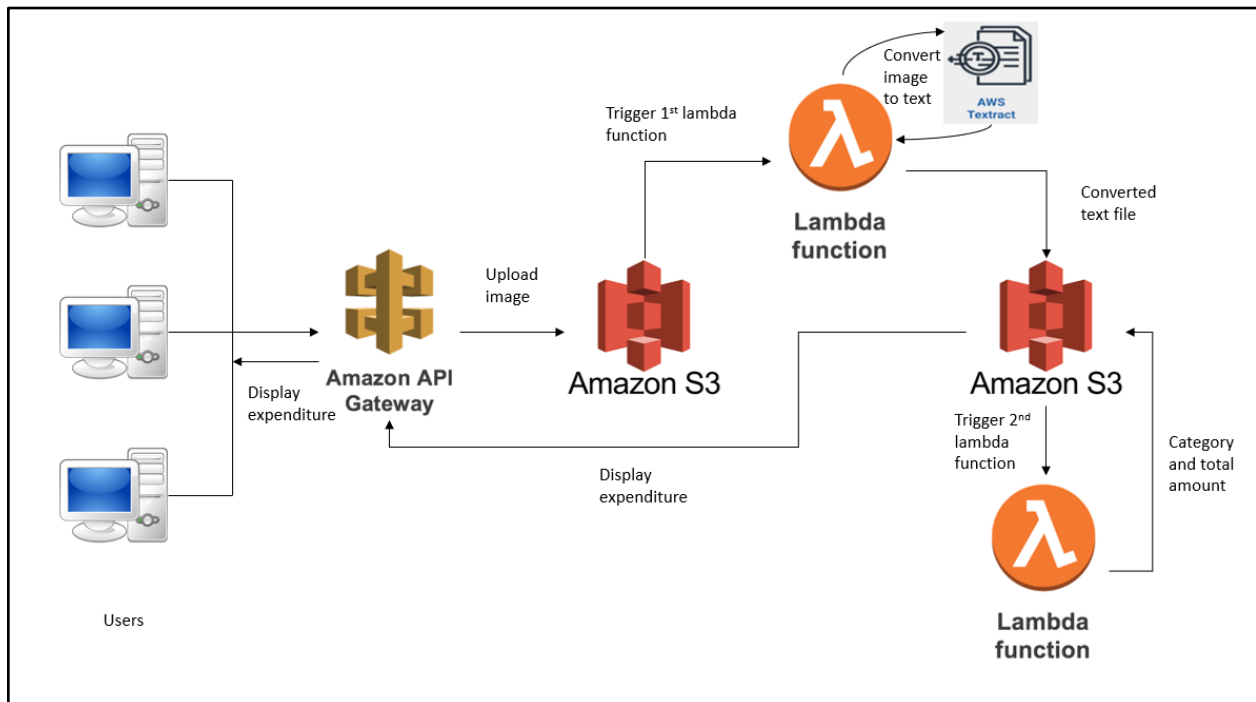 Convert
image
to text
AWS
Textract
Trigger 1st lambda
function
Lambda
function
Converted
text file
Upload
image
Amazon API
Gateway
Amazon S3
Amazon S3
Display
expenditure
Display
expenditure
Trigger 2nd
lambda
function
Category
and total
amount
Lambda
function
Users